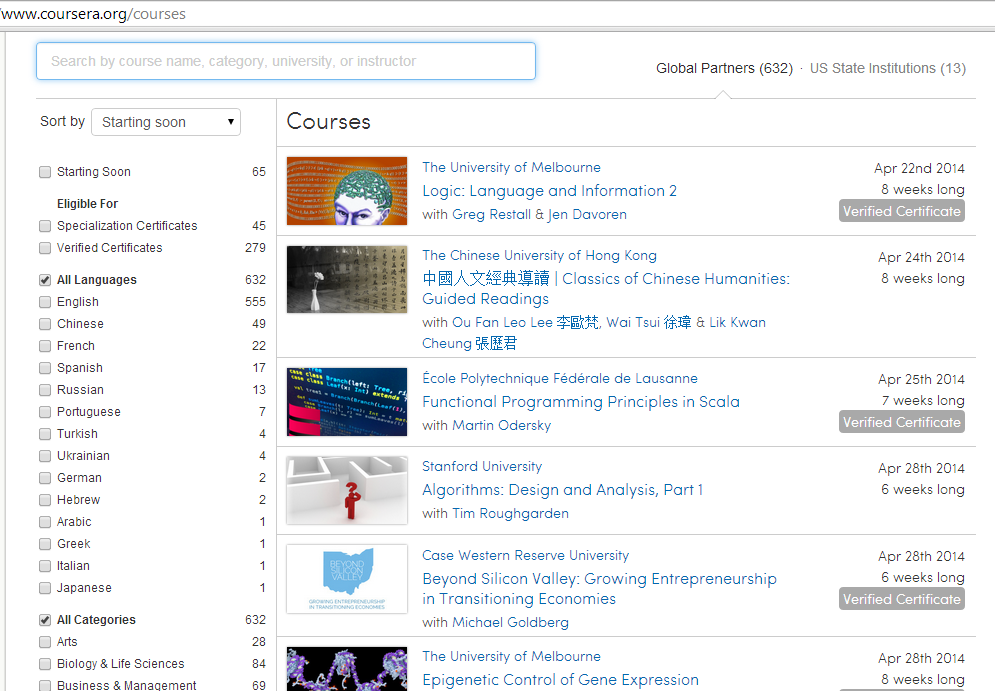 www.coursera.org/courses
Search by course name, category, university, or instructor
Global Partners (632) · US State Institutions (13)
Sort by Starting soon
Starting Soon 65
Eligible For
Specialization Certificates 45
Verified Certificates 279
All Languages 632
English 555
Chinese 49
French 22
Spanish 17
Russian 13
Portuguese 7
Turkish 4
Ukrainian 4
German 2
Hebrew 2
Arabic 1
Greek 1
Italian 1
Japanese 1
All Categories 632
Arts 28
Biology & Life Sciences 84
Business & Management 69
Courses
The University of Melbourne
Logic: Language and Information 2
with Greg Restall & Jen Davoren
Apr 22nd 2014
8 weeks long
Verified Certificate
The Chinese University of Hong Kong
中國人文經典導讀 | Classics of Chinese Humanities:
Guided Readings
with Ou Fan Leo Lee 李歐梵, Wai Tsui 徐瑋 & Lik Kwan
Cheung 張歷君
Apr 24th 2014
8 weeks long
École Polytechnique Fédérale de Lausanne
Functional Programming Principles in Scala
with Martin Odersky
Apr 25th 2014
7 weeks long
Verified Certificate
Stanford University
Algorithms: Design and Analysis, Part 1
with Tim Roughgarden
Apr 28th 2014
6 weeks long
BEYOND
SILICON
VALLEY
GROWING ENTREPRENEURSHIP
IN TRANSITIONING ECONOMIES
Case Western Reserve University
Beyond Silicon Valley: Growing Entrepreneurship
in Transitioning Economies
with Michael Goldberg
Apr 28th 2014
6 weeks long
Verified Certificate
The University of Melbourne
Epigenetic Control of Gene Expression
Apr 28th 2014
8 weeks long